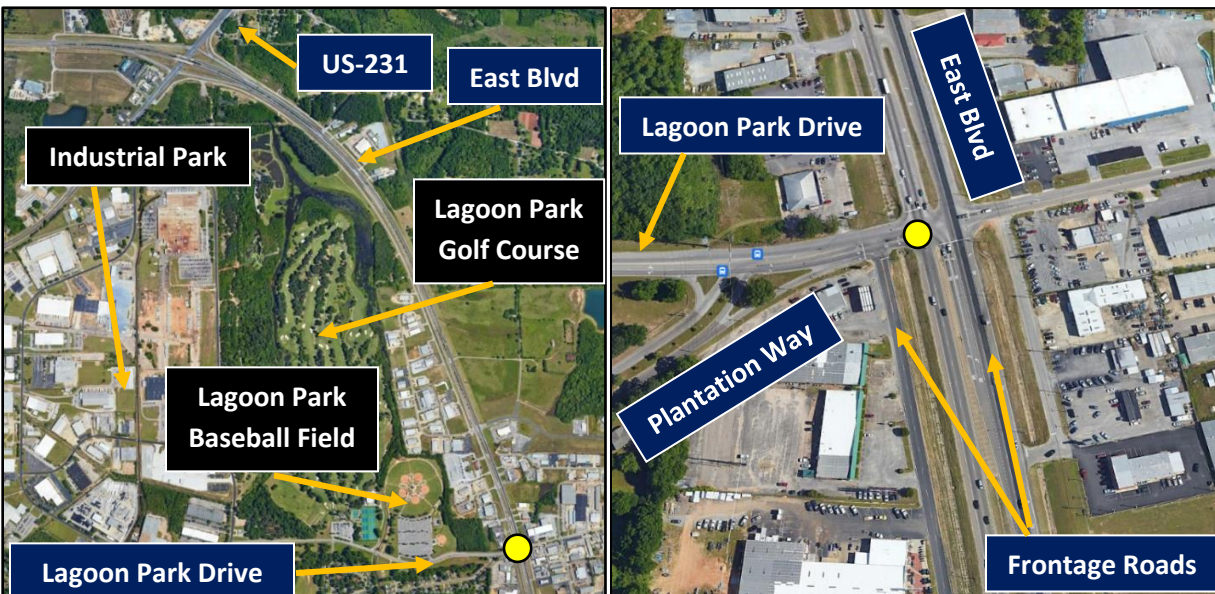 US-231
East Blvd
Industrial Park
Lagoon Park
Golf Course
Lagoon Park
Baseball Field
Lagoon Park Drive
East Blvd
Lagoon Park Drive
Plantation Way
Frontage Roads